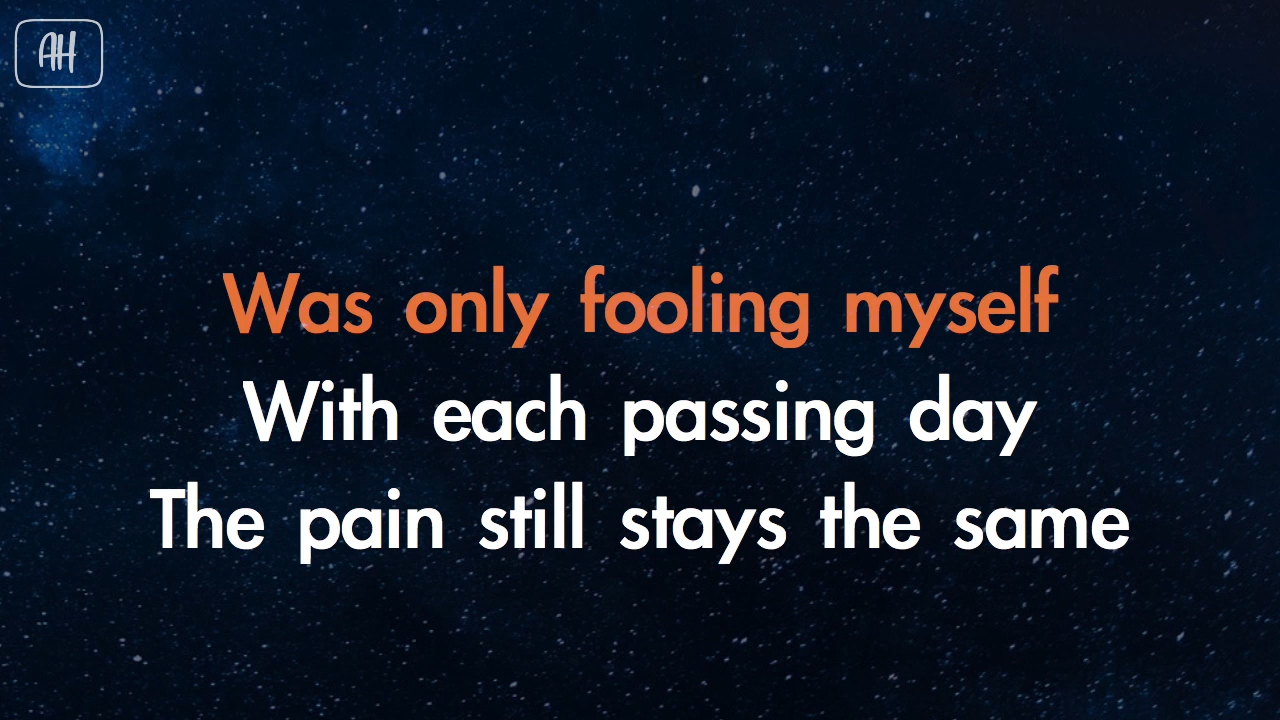 AH
Was only fooling myself
With each passing day
The pain still stays the same